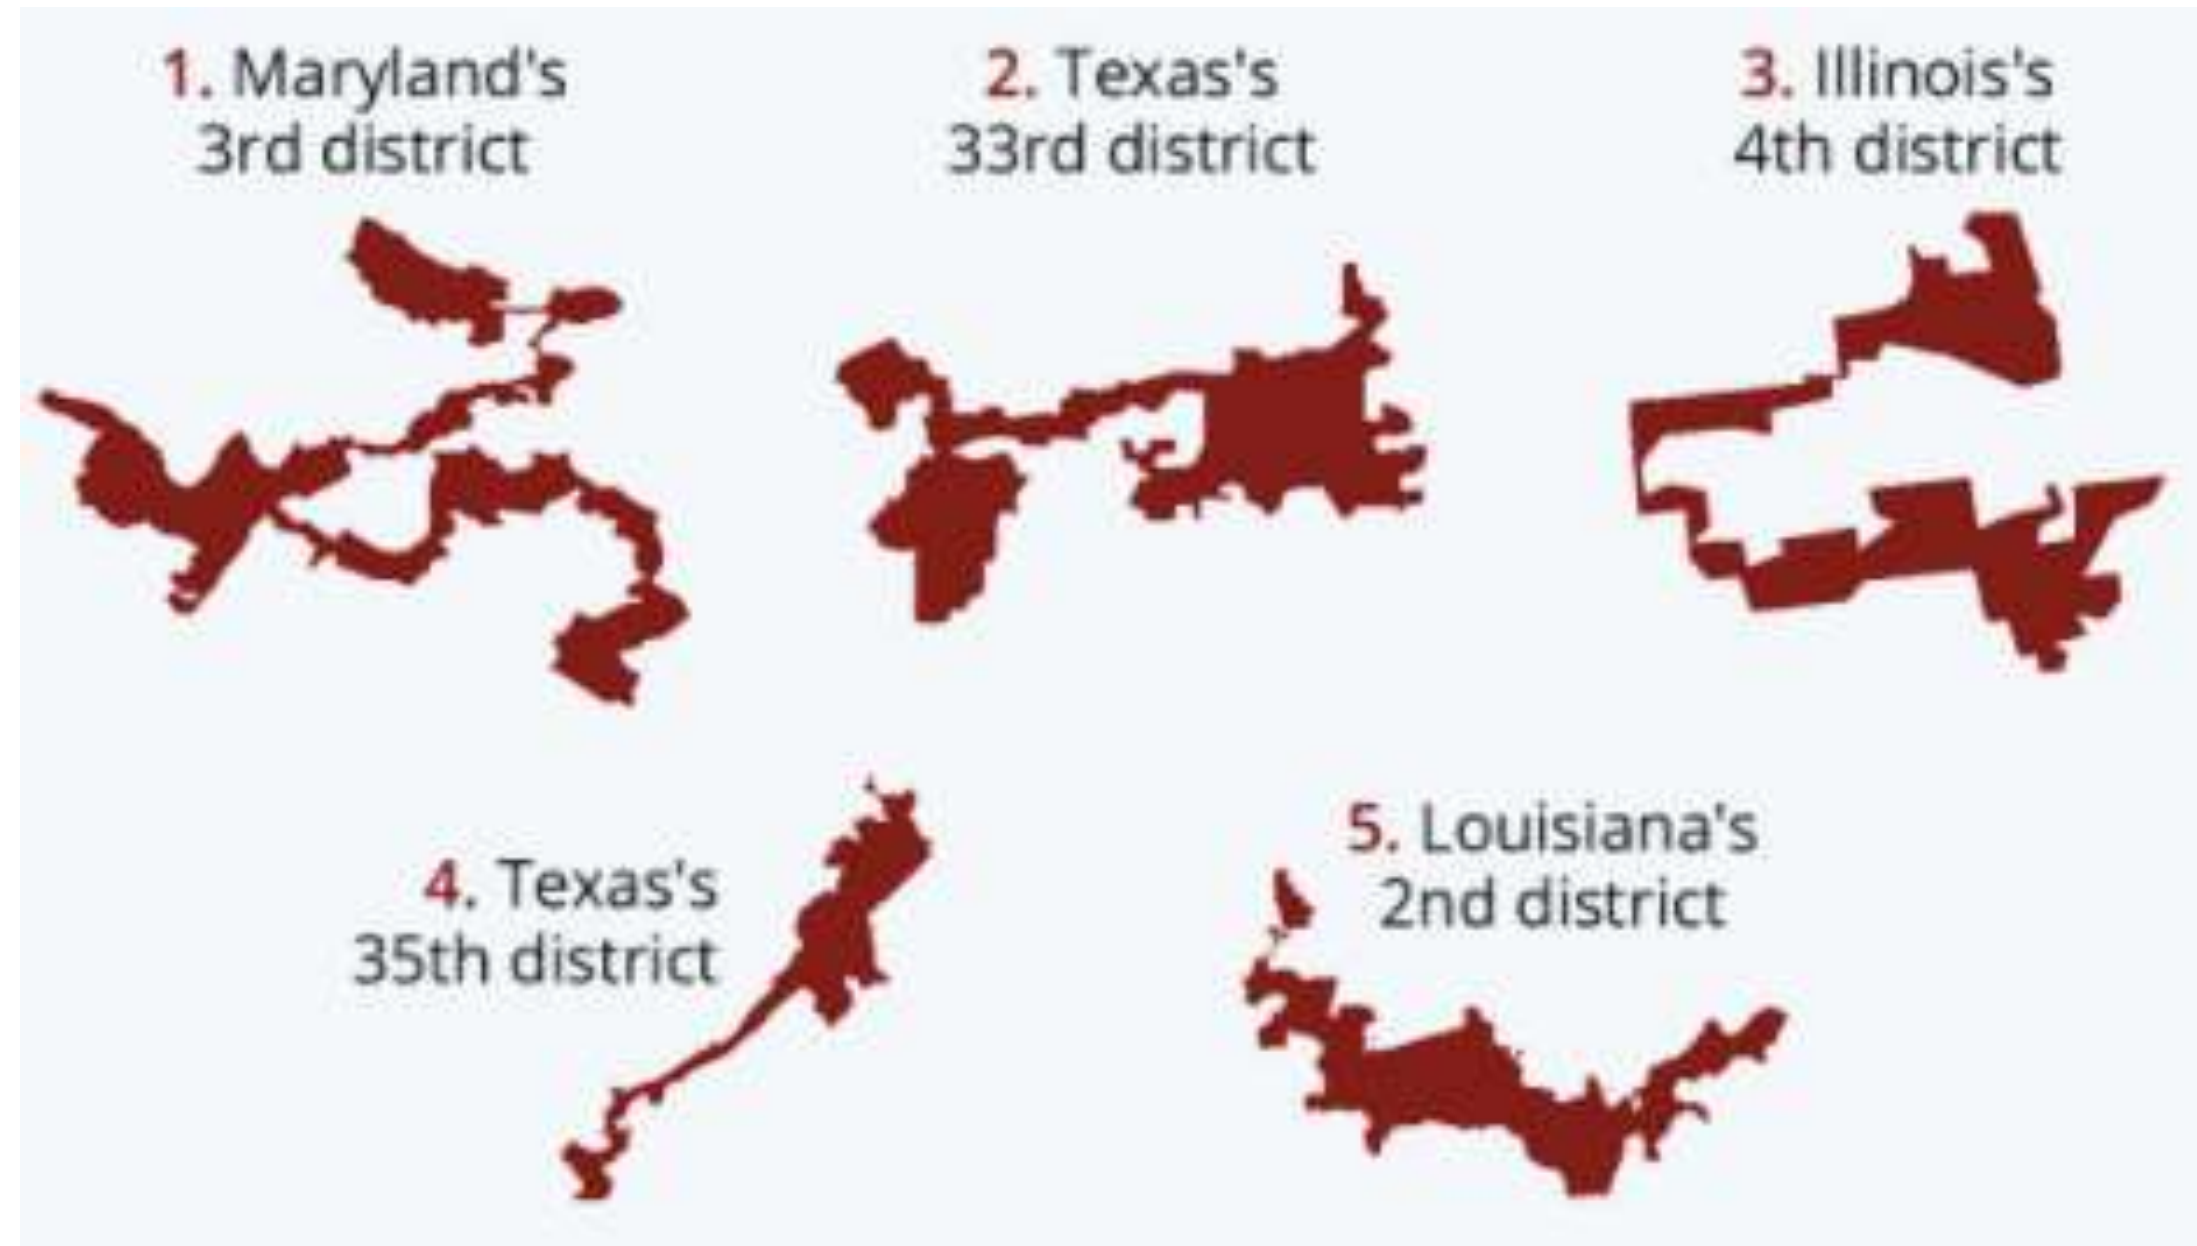 1. Maryland's
3rd district
2. Texas's
33rd district
3. Illinois's
4th district
4. Texas's
35th district
5. Louisiana's
2nd district